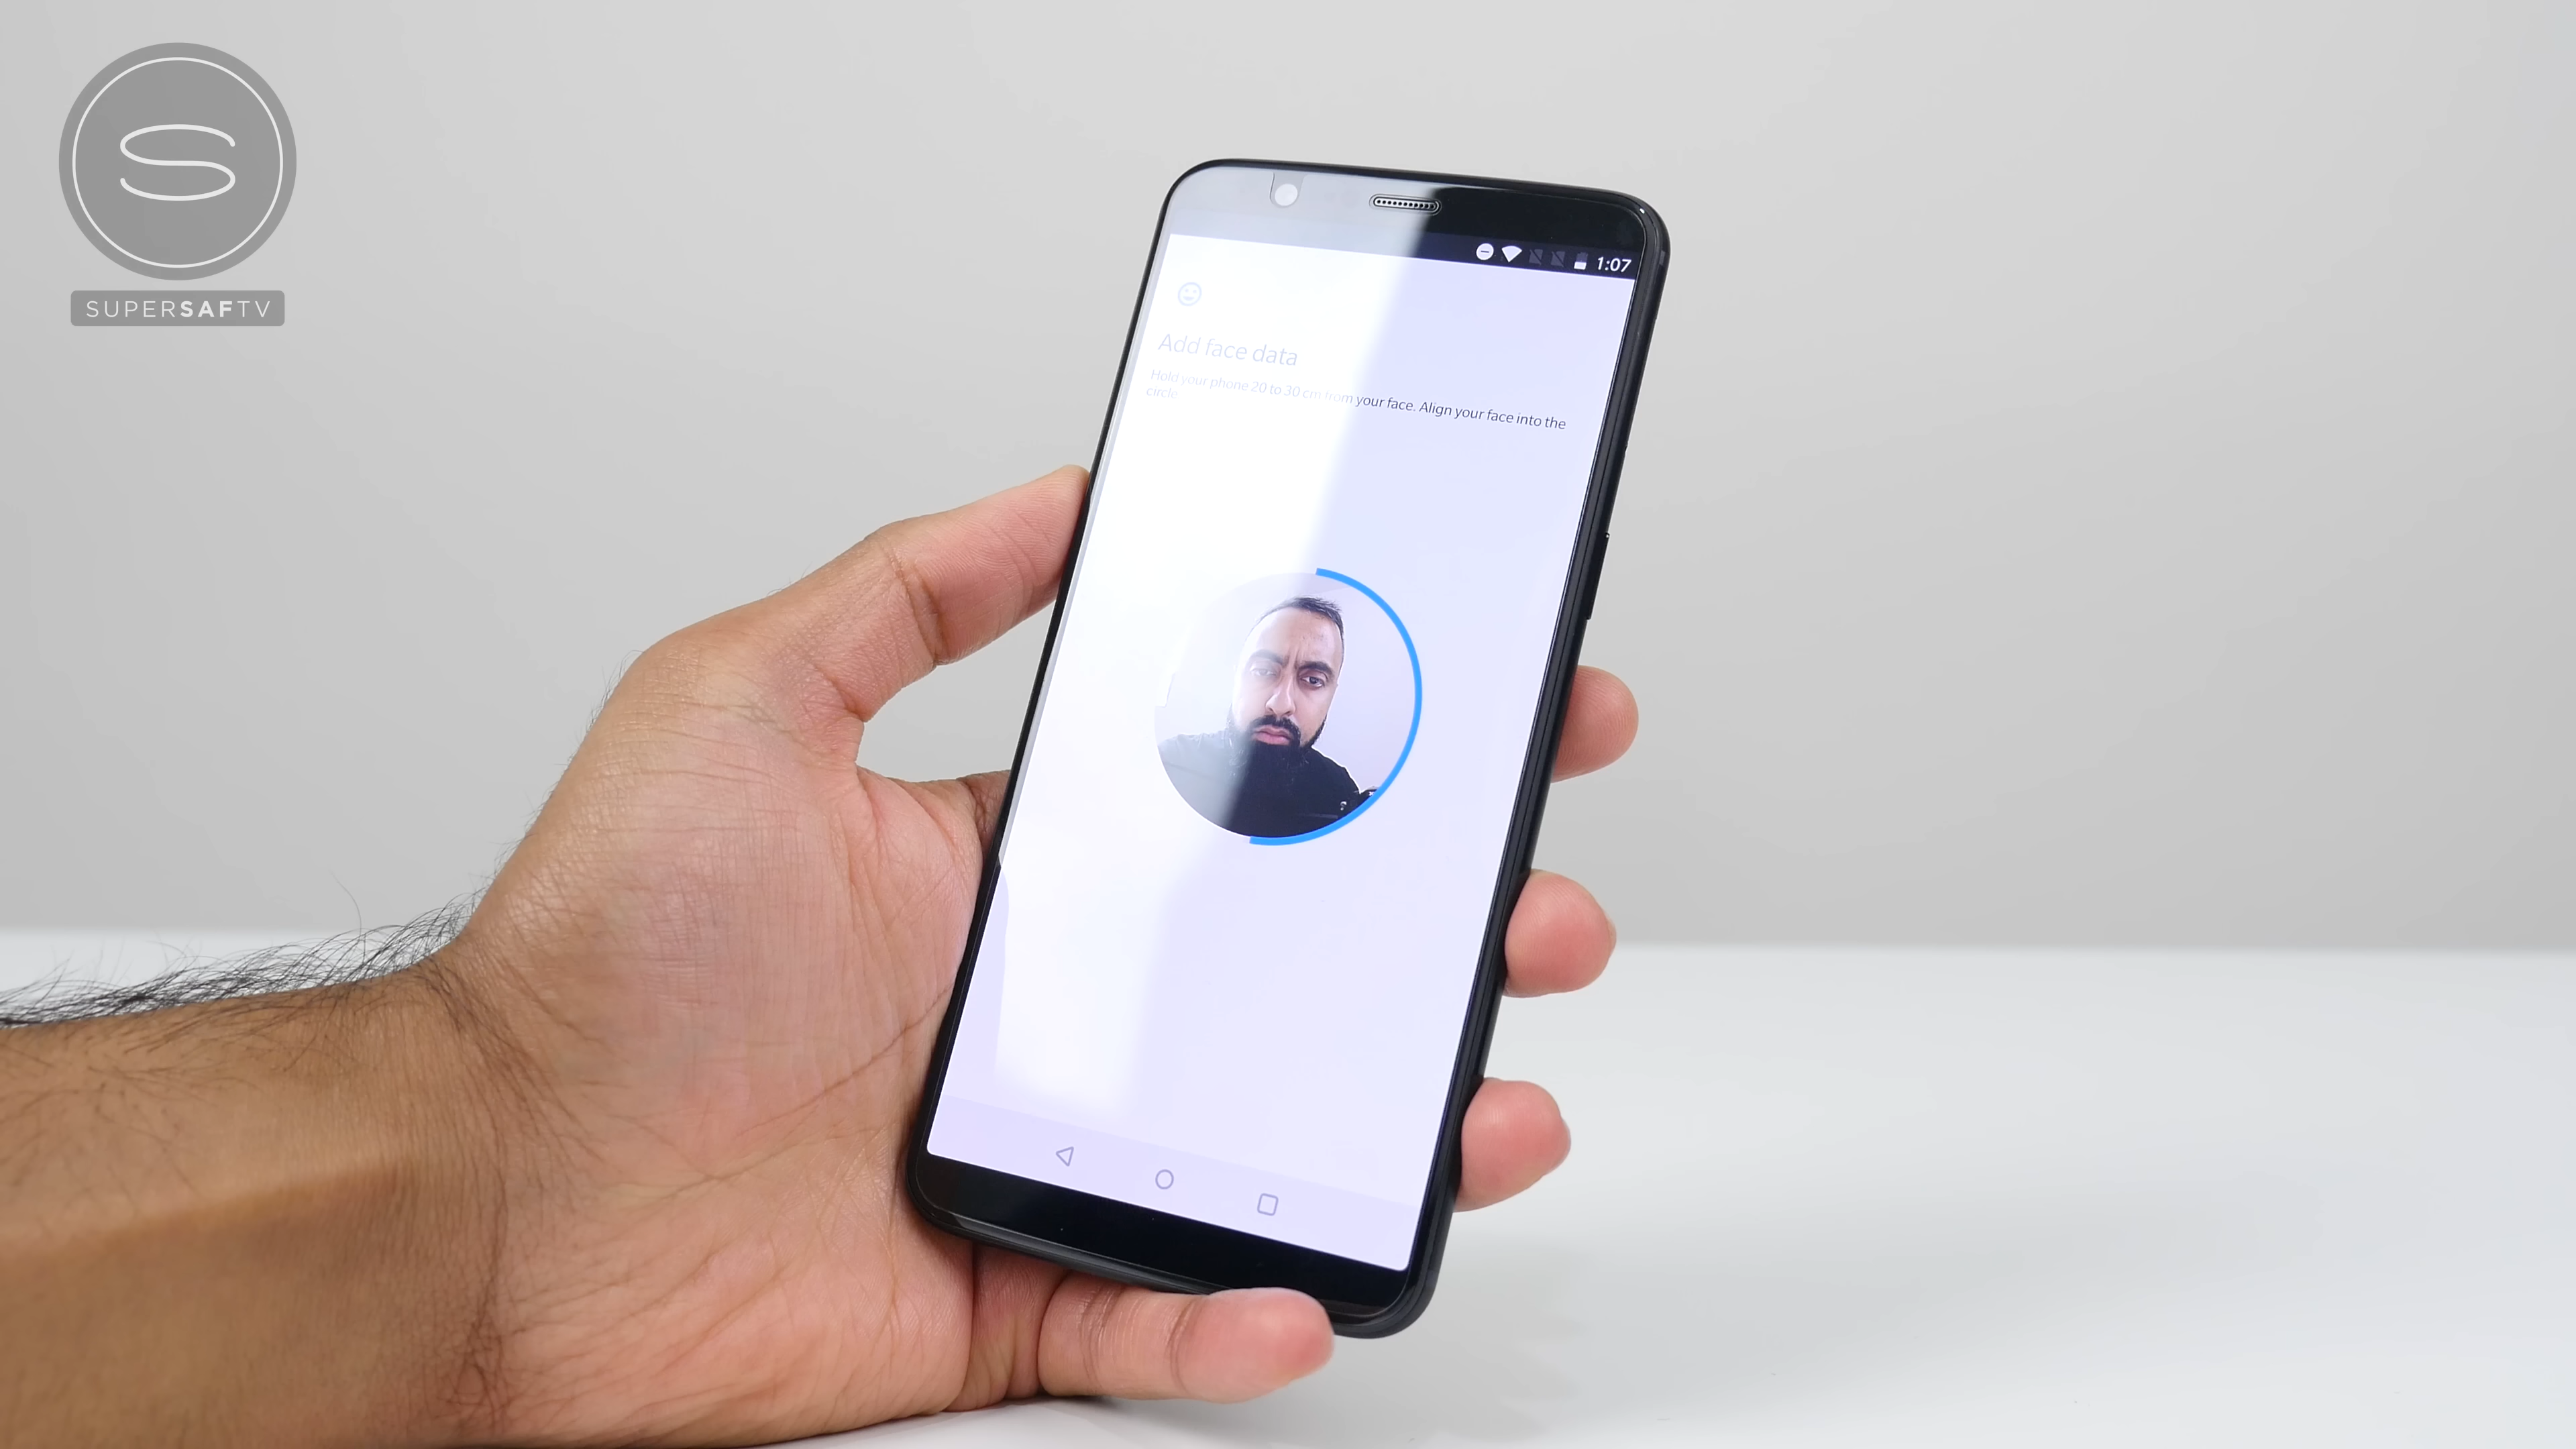 S
SUPERSAFTV
1:07
Add face data
Hold your phone 20 to 30 cm from your face. Align your face into the
circle.